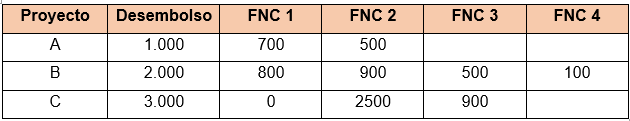 Proyecto Desembolso FNC 1 FNC 2 FNC 3 FNC 4
A 1.000 700 500
B 2.000 800 900 500 100
C 3.000 0 2500 900